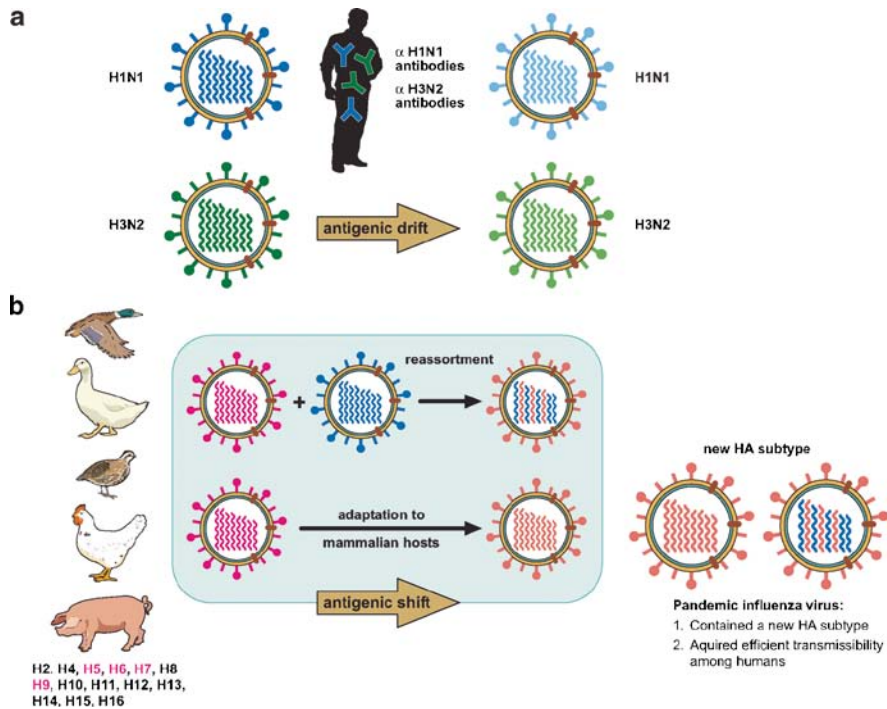 a
H1N1
α H1N1
antibodies
α H3N2
antibodies
H1N1
H3N2
antigenic drift
H3N2
b
reassortment
+
adaptation to
mammalian hosts
antigenic shift
new HA subtype
Pandemic influenza virus:
1. Contained a new HA subtype
2. Aquired efficient transmissibility
among humans
H2. H4, H5, H6, H7, H8
H9, H10, H11, H12, H13,
H14, H15, H16